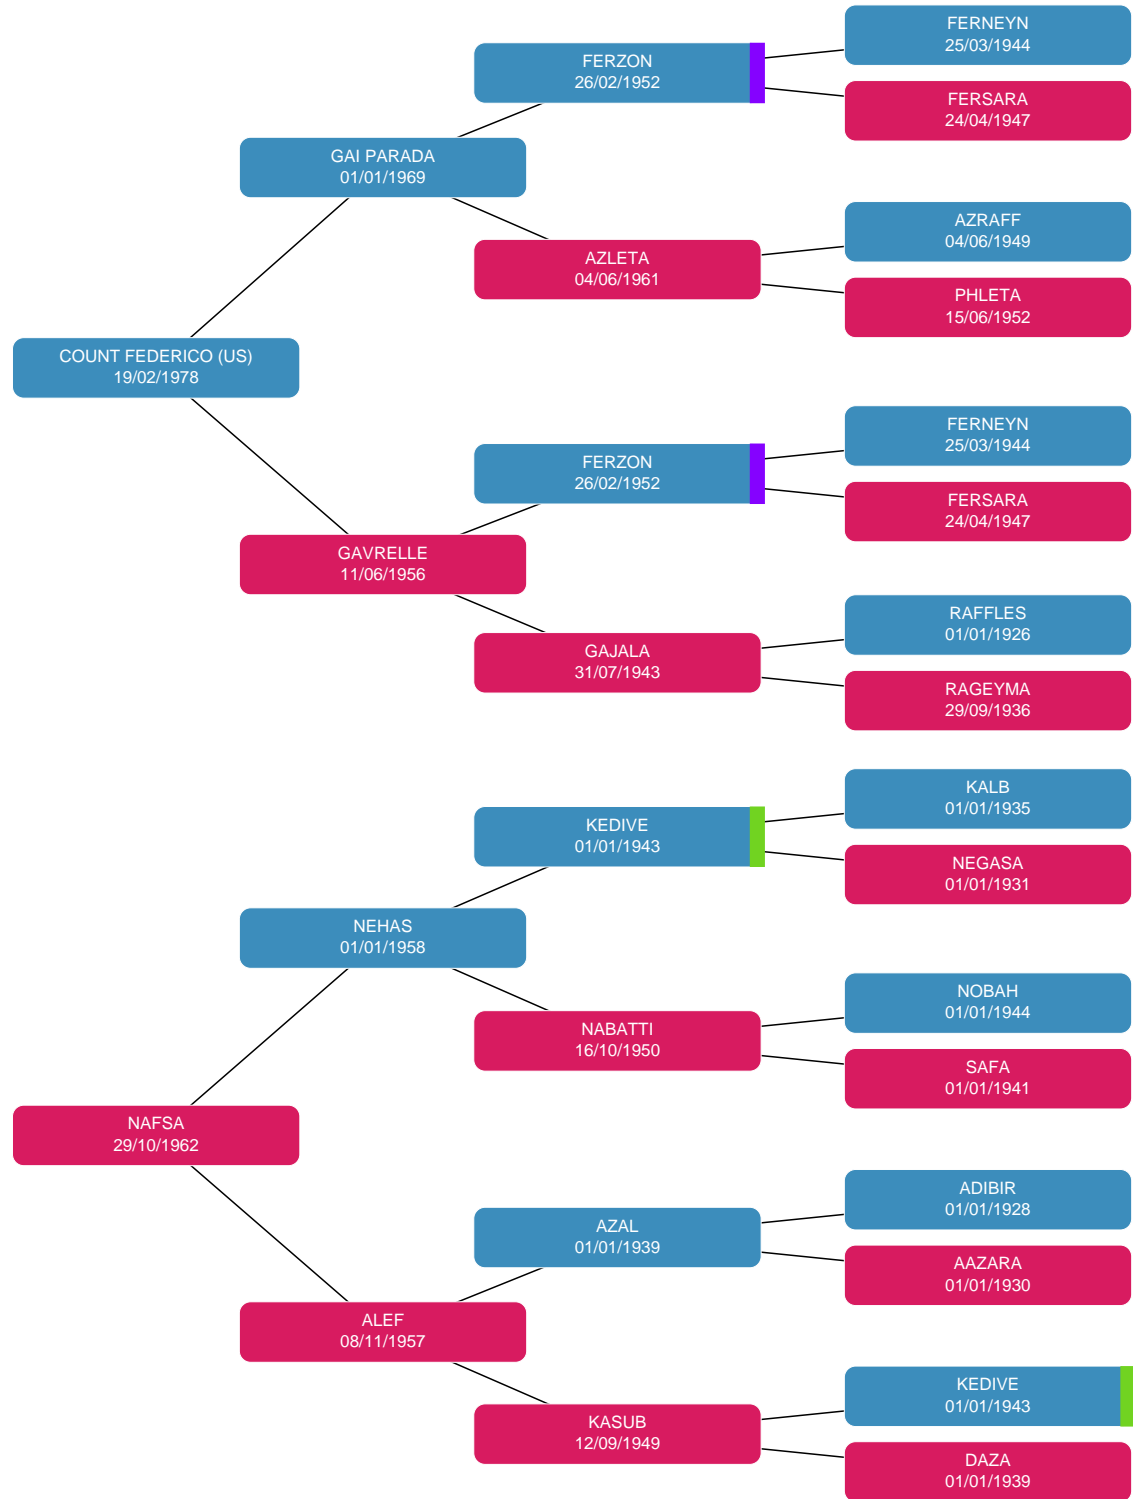 FERNEYN
25/03/1944
FERZON
26/02/1952
FERSARA
24/04/1947
GAI PARADA
01/01/1969
AZRAFF
04/06/1949
AZLETA
04/06/1961
PHLETA
15/06/1952
COUNT FEDERICO (US)
19/02/1978
FERNEYN
25/03/1944
FERZON
26/02/1952
FERSARA
24/04/1947
GAVRELLE
11/06/1956
RAFFLES
01/01/1926
GAJALA
31/07/1943
RAGEYMA
29/09/1936
KALB
01/01/1935
KEDIVE
01/01/1943
NEGASA
01/01/1931
NEHAS
01/01/1958
NOBAH
01/01/1944
NABATTI
16/10/1950
SAFA
01/01/1941
NAFSA
29/10/1962
ADIBIR
01/01/1928
AZAL
01/01/1939
AAZARA
01/01/1930
ALEF
08/11/1957
KEDIVE
01/01/1943
KASUB
12/09/1949
DAZA
01/01/1939